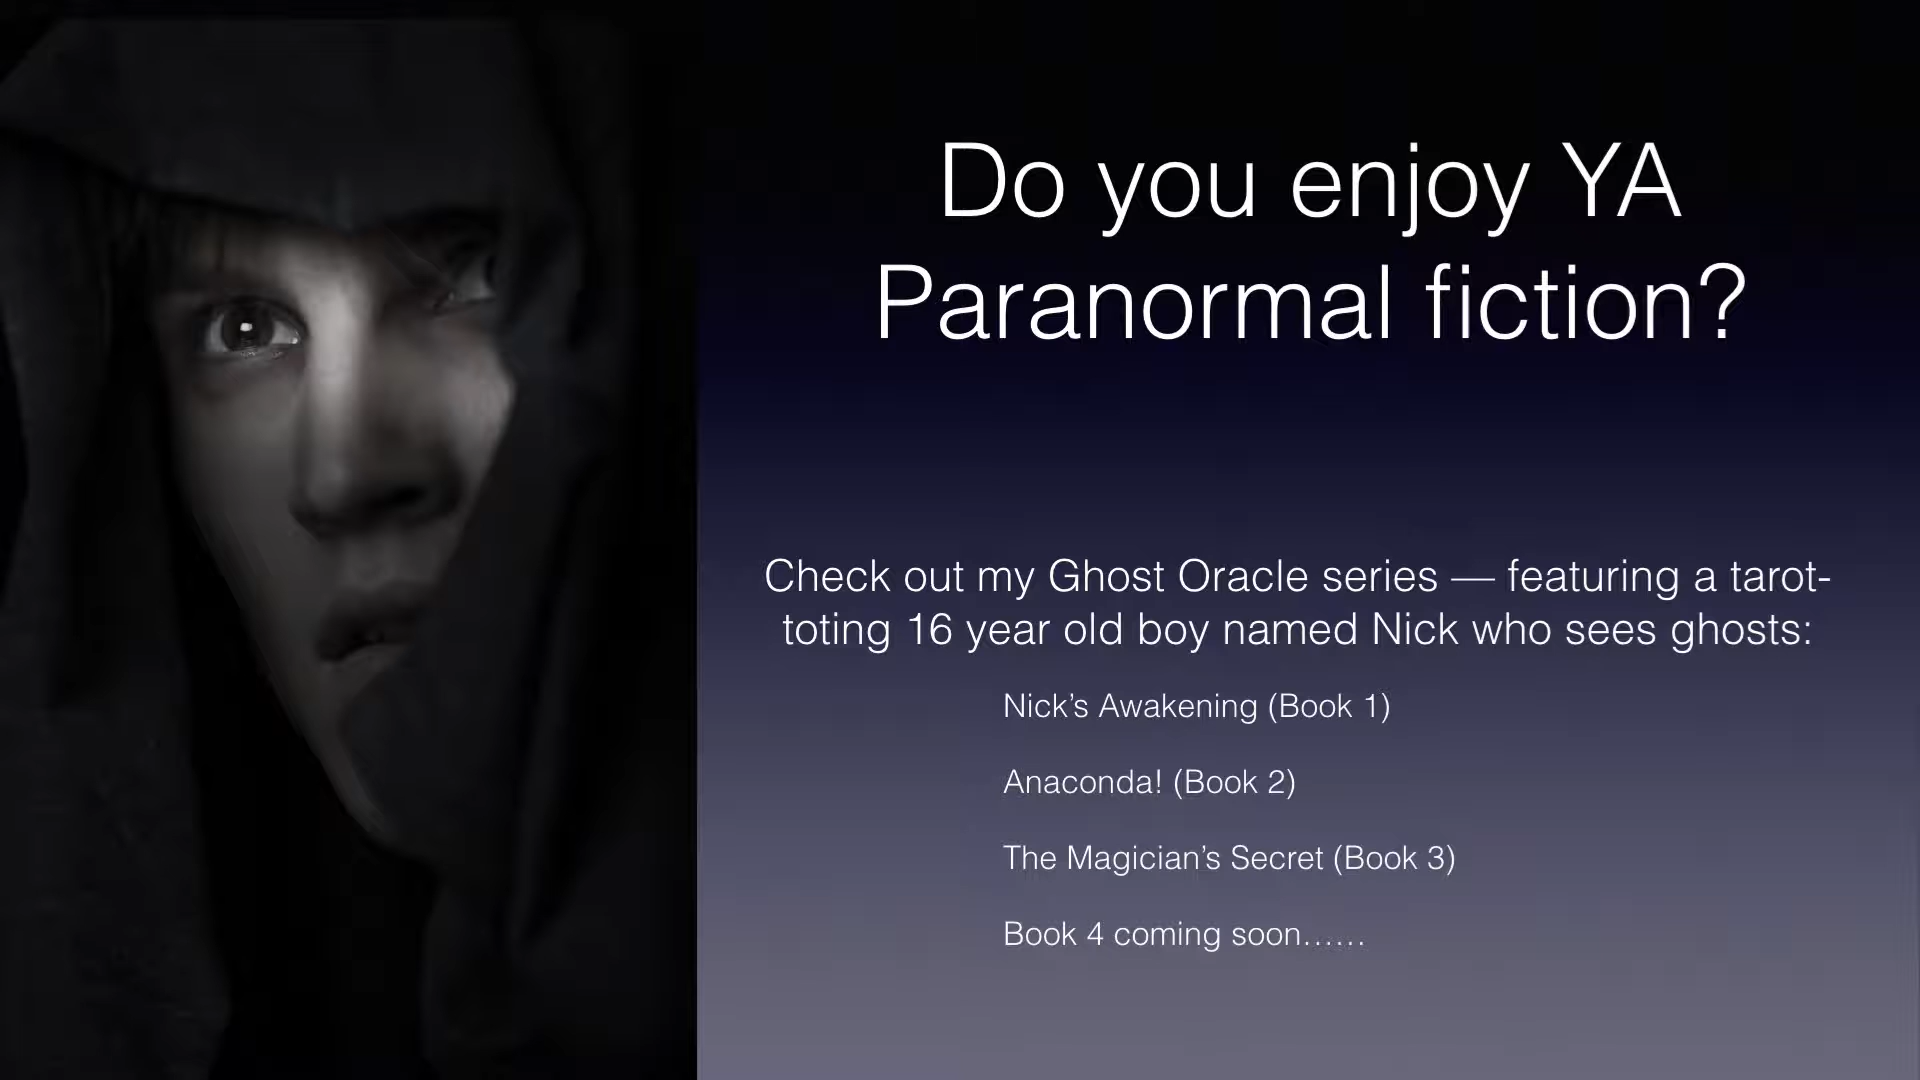 Do you enjoy YA
Paranormal fiction?
Check out my Ghost Oracle series — featuring a tarot-
toting 16 year old boy named Nick who sees ghosts:
Nick’s Awakening (Book 1)
Anaconda! (Book 2)
The Magician’s Secret (Book 3)
Book 4 coming soon……